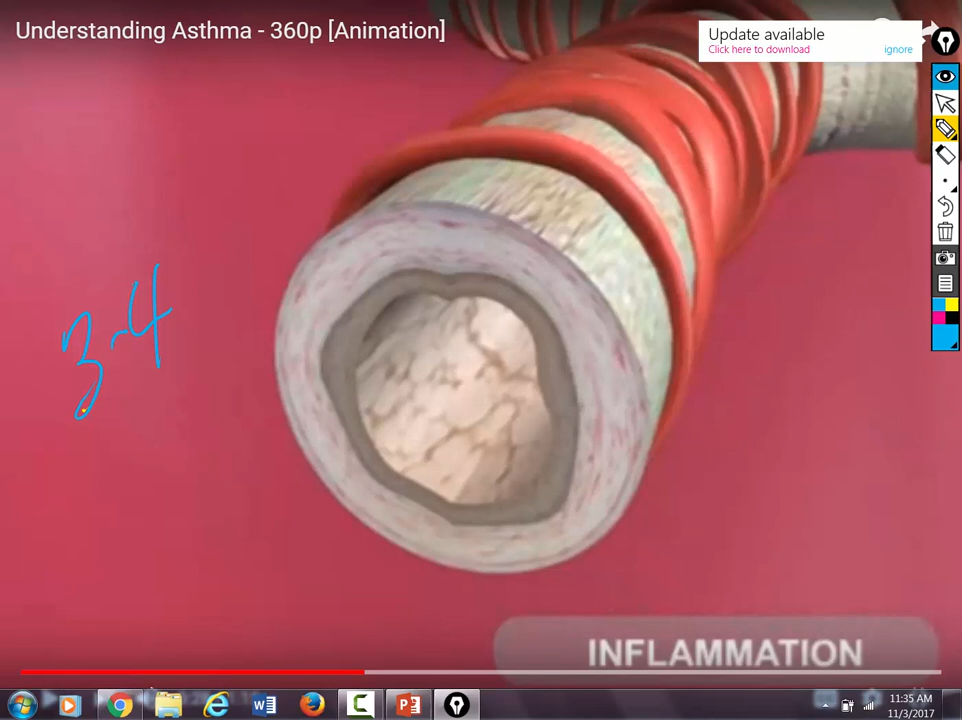 Understanding Asthma - 360p [Animation]
Update available
Click here to download
ignore
3-4
INFLAMMATION
11:35 AM
11/3/2017